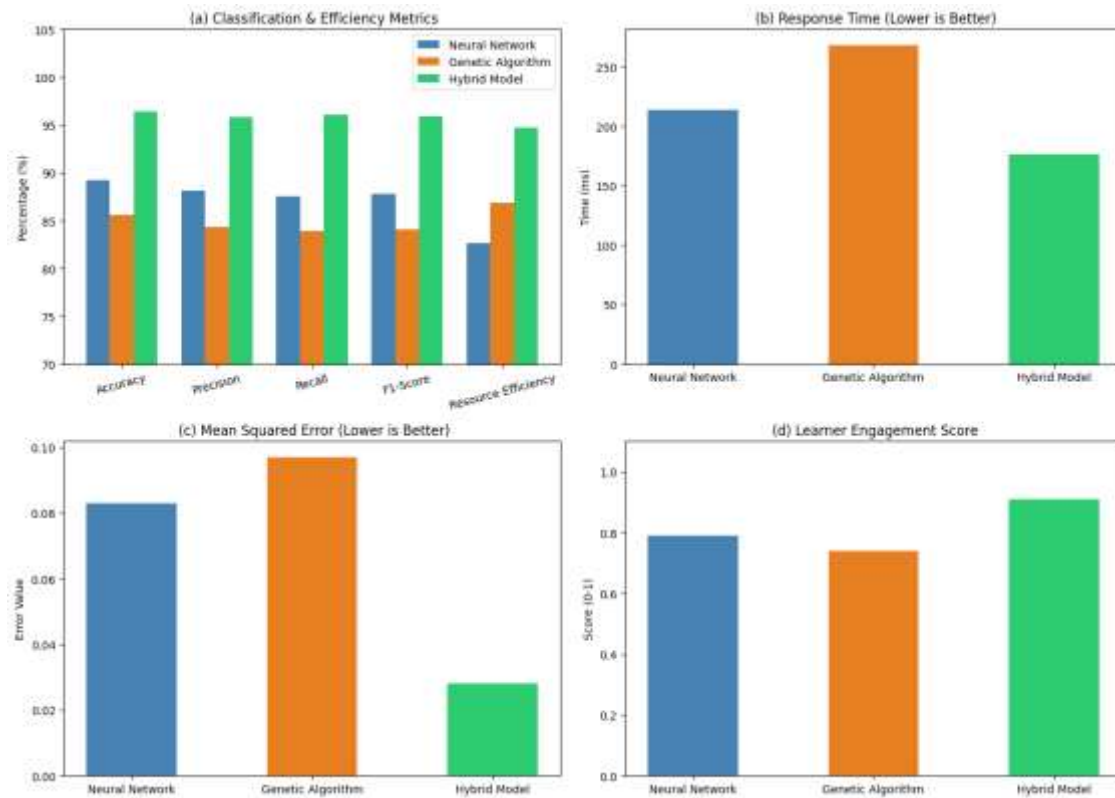 (a) Classification & Efficiency Metrics
105
100
95
90
85
80
75
70
Percentage (%)
Neural Network
Genetic Algorithm
Hybrid Model
Accuracy
Precision
Recall
F1-Score
Resource Efficiency
(b) Response Time (Lower is Better)
250
200
150
100
50
0
Time (ms)
Neural Network
Genetic Algorithm
Hybrid Model
(c) Mean Squared Error (Lower is Better)
0.10
0.08
0.06
0.04
0.02
0.00
Error Value
Neural Network
Genetic Algorithm
Hybrid Model
(d) Learner Engagement Score
1.0
0.8
0.6
0.4
0.2
0.0
Score (0-1)
Neural Network
Genetic Algorithm
Hybrid Model